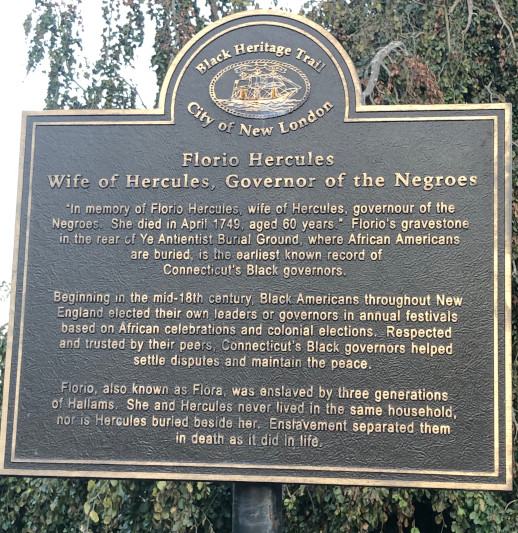 Black Heritage Trail
City of New London
Florio Hercules
Wife of Hercules, Governor of the Negroes
"In memory of Florio Hercules, wife of Hercules, governour of the
Negroes. She died in April 1749, aged 60 years." Florio's gravestone
in the rear of Ye Antientist Burial Ground, where African Americans
are buried, is the earliest known record of
Connecticut's Black governors.
Beginning in the mid-18th century, Black Americans throughout New
England elected their own leaders or governors in annual festivals
based on African celebrations and colonial elections. Respected
and trusted by their peers, Connecticut's Black governors helped
settle disputes and maintain the peace.
Florio, also known as Flora, was enslaved by three generations
of Hallams. She and Hercules never lived in the same household,
nor is Hercules buried beside her. Enslavement separated them
in death as it did in life.